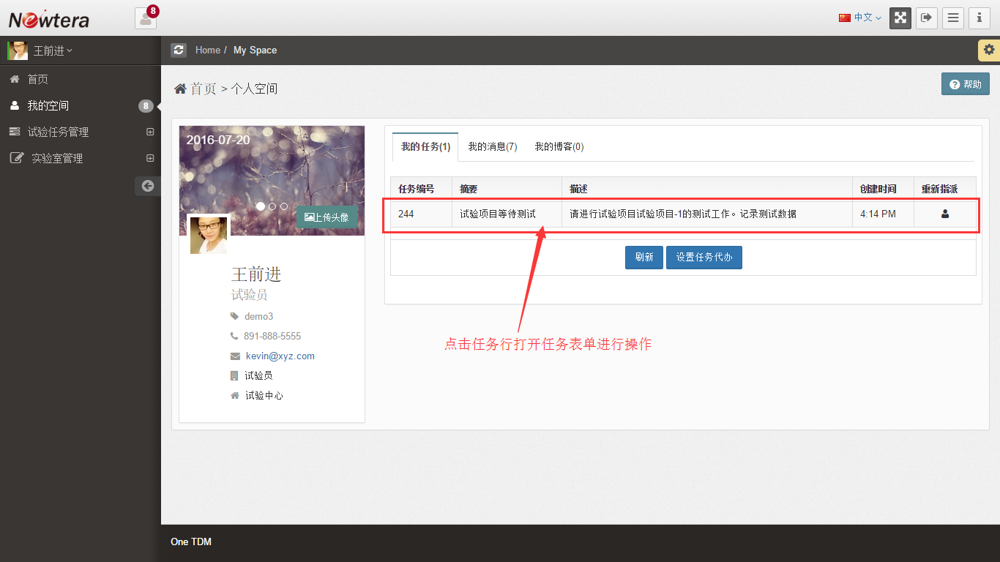 Newtera
8
中文
王前进
Home / My Space
首页
我的空间
8
试验任务管理
实验室管理
首页 > 个人空间
帮助
2016-07-20
上传头像
王前进
试验员
demo3
891-888-5555
kevin@xyz.com
试验员
试验中心
我的任务(1) 我的消息(7) 我的博客(0)
任务编号 摘要 描述 创建时间 重新指派
244 试验项目等待测试 请进行试验项目试验项目-1的测试工作。记录测试数据 4:14 PM
刷新 设置任务代办
点击任务行打开任务表单进行操作
One TDM